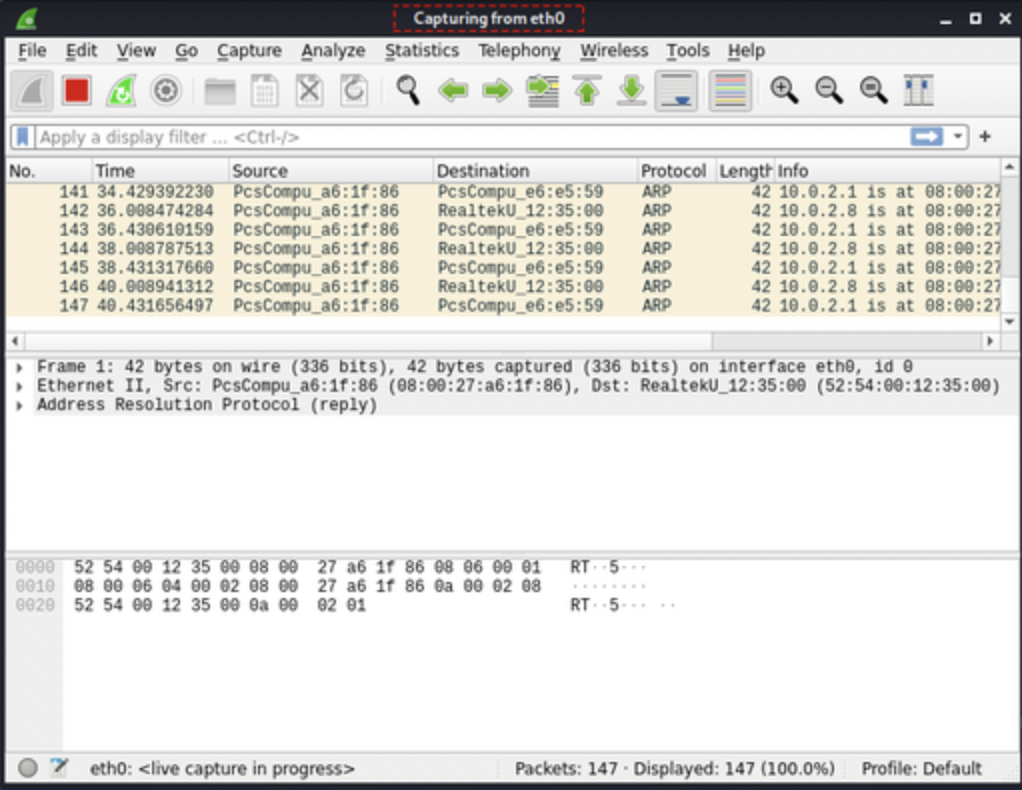 Capturing from eth0
File Edit View Go Capture Analyze Statistics Telephony Wireless Tools Help
Apply a display filter ... <Ctrl-/>
No. Time Source Destination Protocol Length Info
141 34.429392230 PcsCompu_a6:1f:86 PcsCompu_e6:e5:59 ARP 42 10.0.2.1 is at 08:00:27
142 36.008474284 PcsCompu_a6:1f:86 RealtekU_12:35:00 ARP 42 10.0.2.8 is at 08:00:27
143 36.430610159 PcsCompu_a6:1f:86 PcsCompu_e6:e5:59 ARP 42 10.0.2.1 is at 08:00:27
144 38.008787513 PcsCompu_a6:1f:86 RealtekU_12:35:00 ARP 42 10.0.2.8 is at 08:00:27
145 38.431317660 PcsCompu_a6:1f:86 PcsCompu_e6:e5:59 ARP 42 10.0.2.1 is at 08:00:27
146 40.008941312 PcsCompu_a6:1f:86 RealtekU_12:35:00 ARP 42 10.0.2.8 is at 08:00:27
147 40.431656497 PcsCompu_a6:1f:86 PcsCompu_e6:e5:59 ARP 42 10.0.2.1 is at 08:00:27
Frame 1: 42 bytes on wire (336 bits), 42 bytes captured (336 bits) on interface eth0, id 0
Ethernet II, Src: PcsCompu_a6:1f:86 (08:00:27:a6:1f:86), Dst: RealtekU_12:35:00 (52:54:00:12:35:00)
Address Resolution Protocol (reply)
0000 52 54 00 12 35 00 08 00 27 a6 1f 86 08 06 00 01 RT··5···
0010 08 00 06 04 00 02 08 00 27 a6 1f 86 0a 00 02 08 ········
0020 52 54 00 12 35 00 0a 00 02 01 RT··5··· ··
eth0: <live capture in progress> Packets: 147 · Displayed: 147 (100.0%) Profile: Default